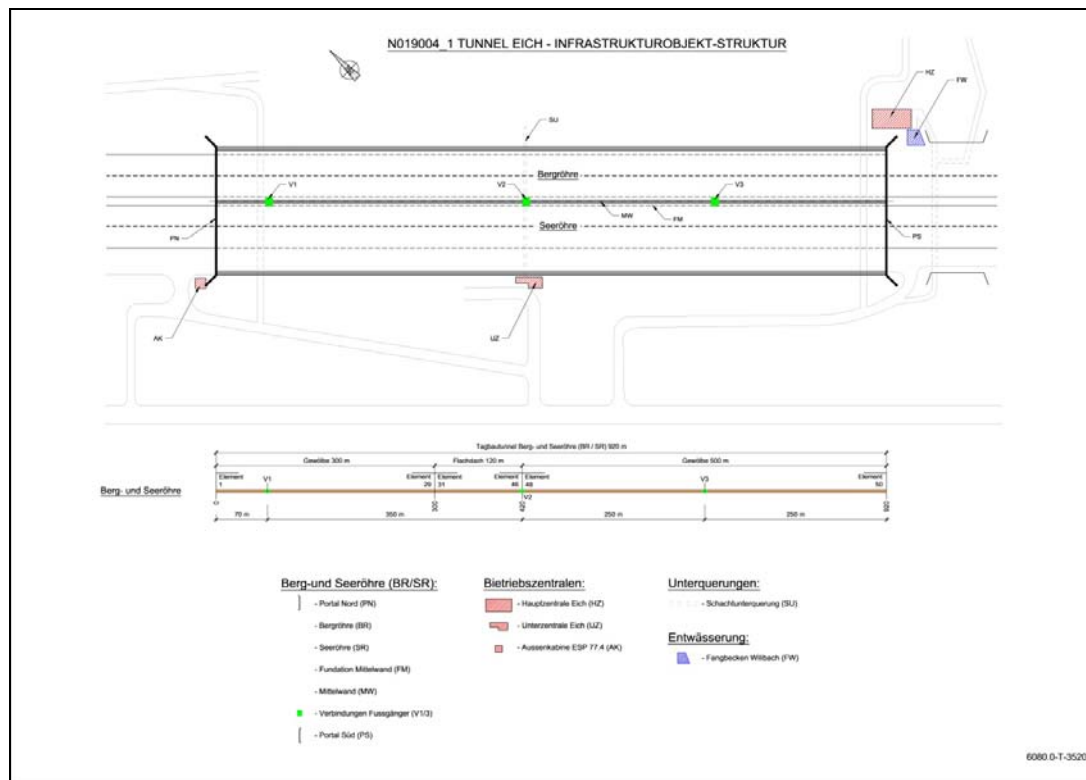 N019004_1 TUNNEL EICH - INFRASTRUKTUROBJEKT-STRUKTUR
HZ
FW
SU
Bergröhre
V1
V2
V3
MW
FM
Seeröhre
PN
PS
AK
UZ
Tagbautunnel Berg- und Seeröhre (BR / SR) 920 m
Gewölbe 300 m
Flachdach 120 m
Gewölbe 500 m
Element 1
V1
Element 29
Element 31
Element 46
Element 48
V3
Element 50
Berg- und Seeröhre
V2
0
300
420
920
70 m
350 m
250 m
250 m
Berg-und Seeröhre (BR/SR):
- Portal Nord (PN)
- Bergröhre (BR)
- Seeröhre (SR)
- Fundation Mittelwand (FM)
- Mittelwand (MW)
- Verbindungen Fussgänger (V1/3)
- Portal Süd (PS)
Bietriebszentralen:
- Hauptzentrale Eich (HZ)
- Unterzentrale Eich (UZ)
- Aussenkabine ESP 77.4 (AK)
Unterquerungen:
- Schachtunterquerung (SU)
Entwässerung:
- Fangbecken Wilibach (FW)
6080.0-T-3520